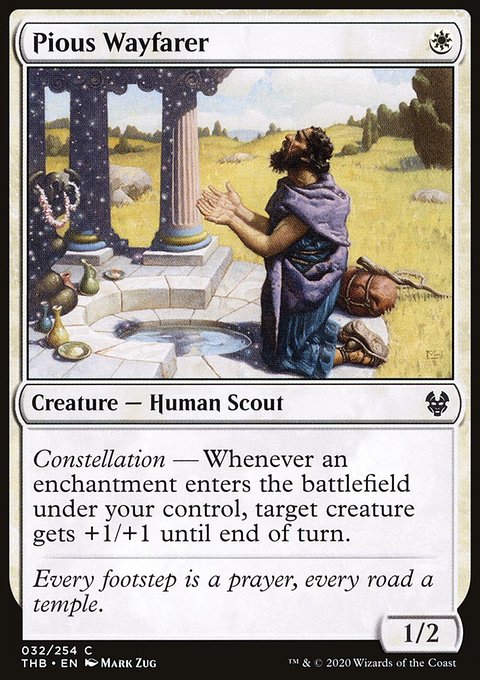 Pious Wayfarer
Creature — Human Scout
Constellation — Whenever an
enchantment enters the battlefield
under your control, target creature
gets +1/+1 until end of turn.
Every footstep is a prayer, every road a
temple.
1/2
032/254 C
THB • EN Mark Zug
™ & © 2020 Wizards of the Coast